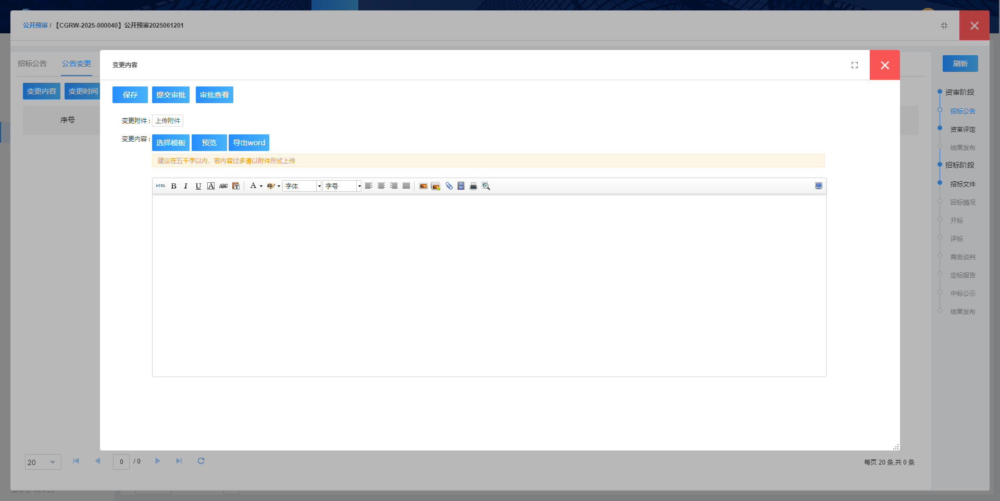 公开预审 / 【CGRW-2025-000040】公开预审2025061201
招标公告 公告变更
变更内容 变更时间
序号
变更内容
保存 提交审批 审批查看
变更附件： 上传附件
变更内容： 选择模板 预览 导出word
建议在五千字以内，若内容过多请以附件形式上传
HTML B I U A ABC A ab 字体 字号
刷新
资审阶段
招标公告
资审评定
结果发布
招标阶段
招标文件
回标情况
开标
评标
商务谈判
定标报告
中标公示
结果发布
20 0 / 0
每页 20 条,共 0 条